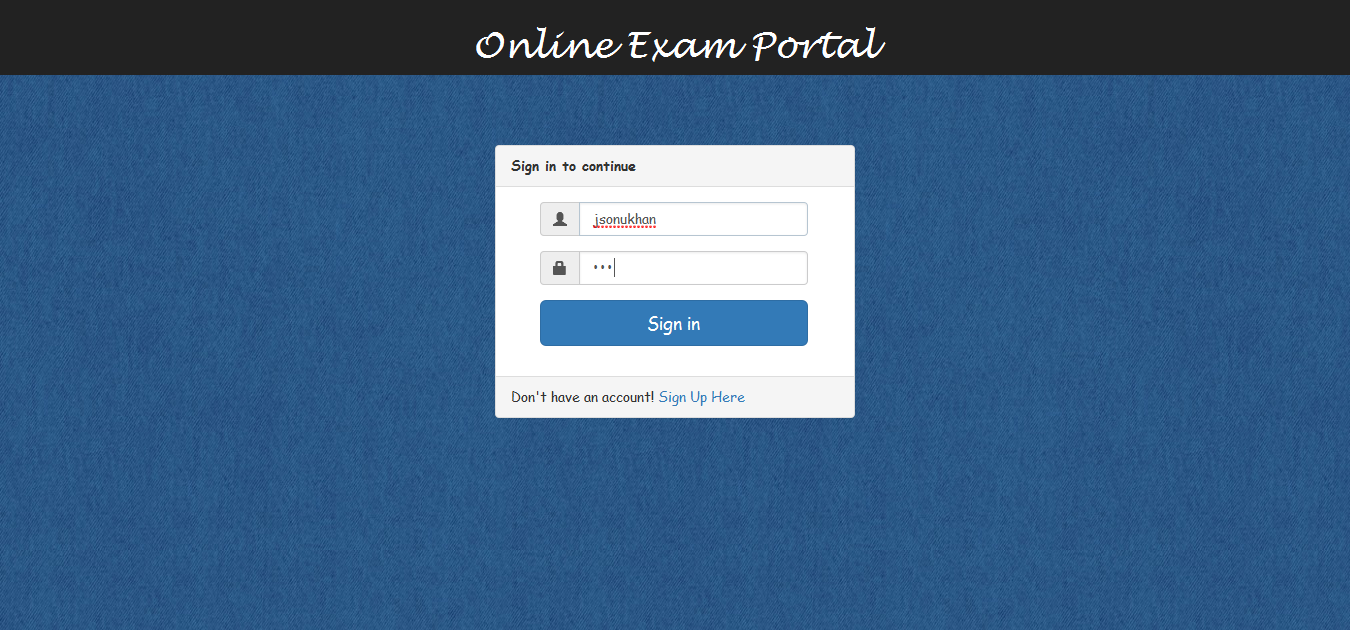 Online Exam Portal
Sign in to continue
jsonukhan
•••
Sign in
Don't have an account! Sign Up Here